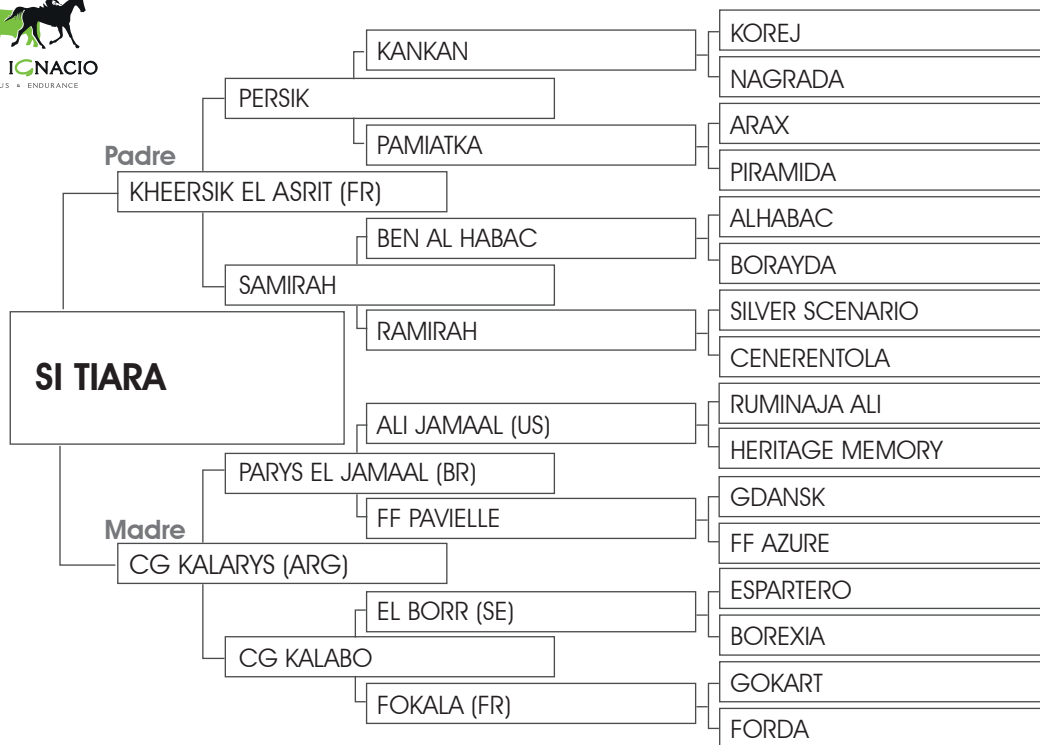 IGNACIO
& ENDURANCE
KOREJ
KANKAN
NAGRADA
PERSIK
ARAX
PAMIATKA
PIRAMIDA
Padre
KHEERSIK EL ASRIT (FR)
ALHABAC
BEN AL HABAC
BORAYDA
SAMIRAH
SILVER SCENARIO
RAMIRAH
CENERENTOLA
SI TIARA
RUMINAJA ALI
ALI JAMAAL (US)
HERITAGE MEMORY
PARYS EL JAMAAL (BR)
GDANSK
FF PAVIELLE
FF AZURE
Madre
CG KALARYS (ARG)
ESPARTERO
EL BORR (SE)
BOREXIA
CG KALABO
GOKART
FOKALA (FR)
FORDA